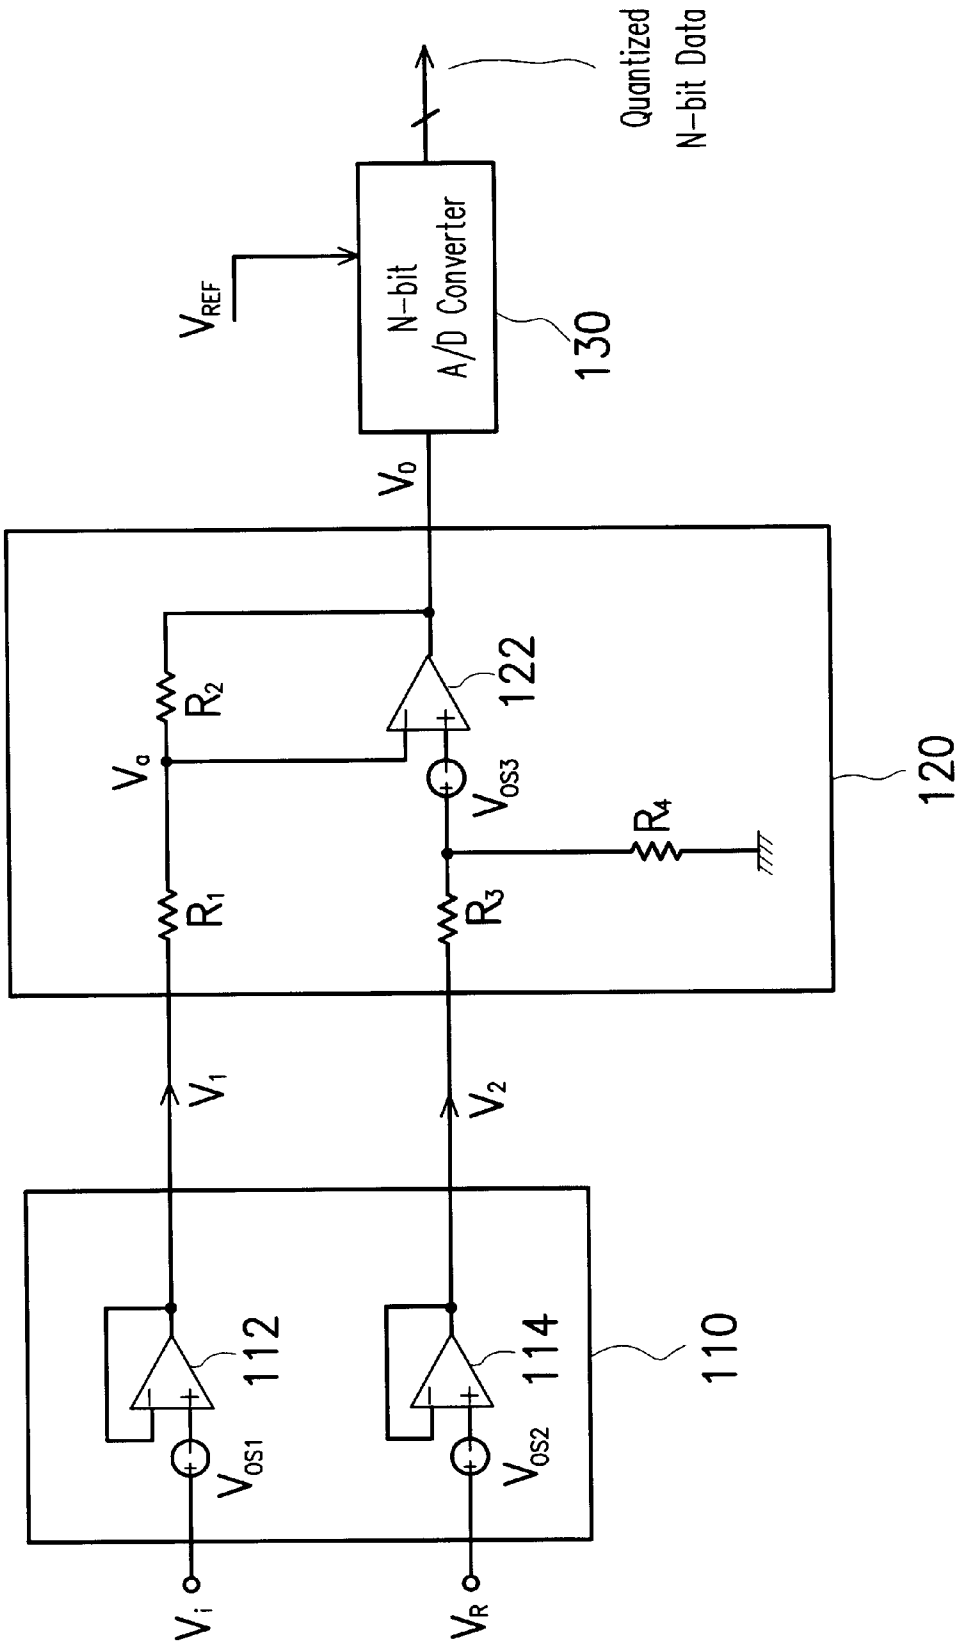 Vi
VR
VOS1
VOS2
−
+
−
+
+
−
+
−
112
114
110
V1
V2
R1
R3
Va
R2
VOS3
R4
−
+
+
−
122
120
VO
VREF
N-bit
A/D Converter
130
Quantized
N-bit Data